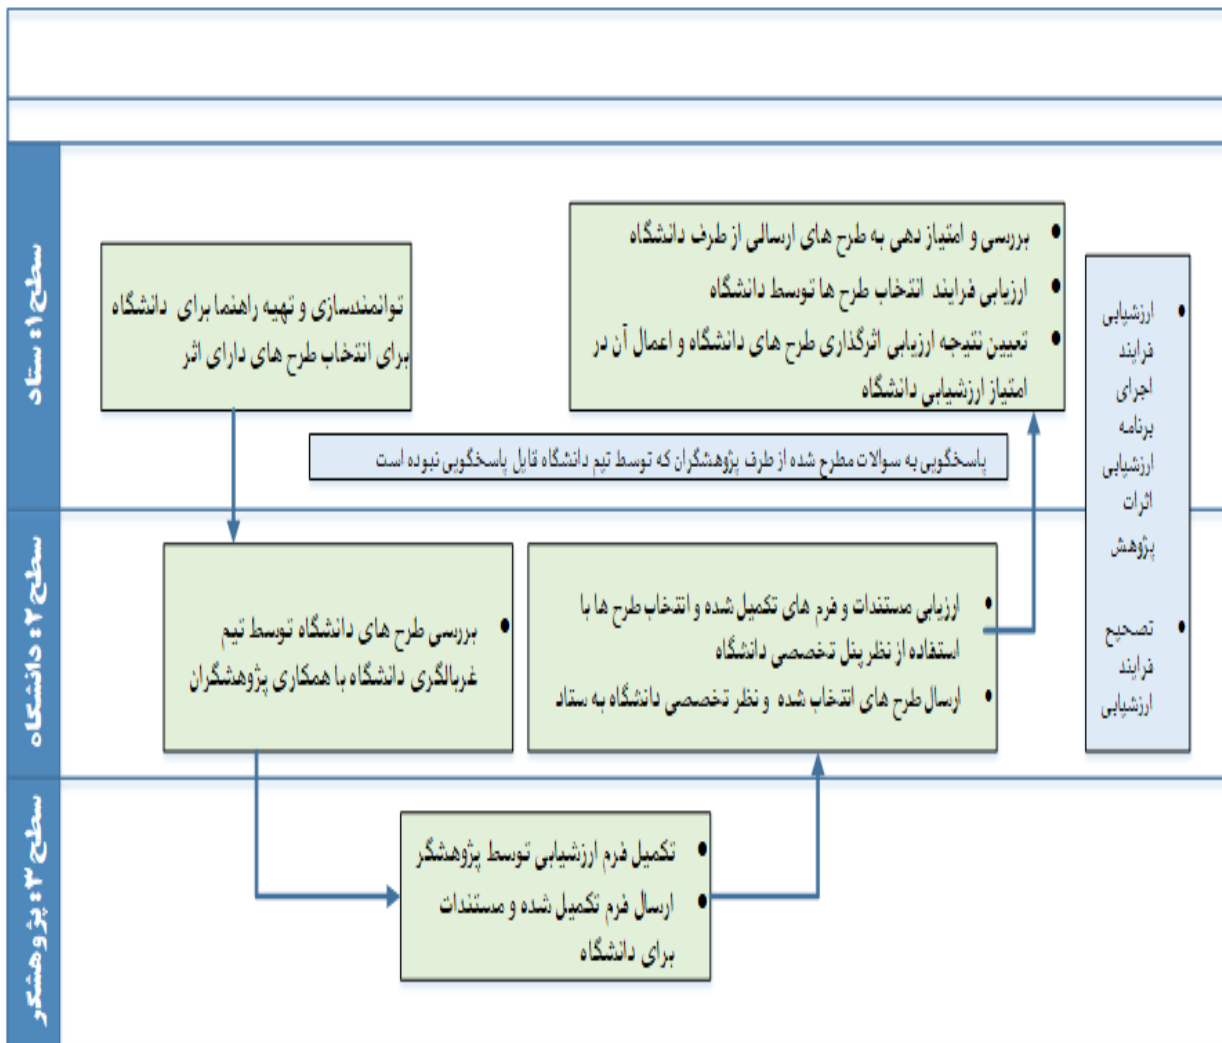 سطح ۱: ستاد
توانمندسازی و تهیه راهنما برای دانشگاه
برای انتخاب طرح های دارای اثر
• بررسی و امتیاز دهی به طرح های ارسالی از طرف دانشگاه
• ارزیابی فرایند انتخاب طرح ها توسط دانشگاه
• تعیین نتیجه ارزیابی اثرگذاری طرح های دانشگاه و اعمال آن در
امتیاز ارزشیابی دانشگاه
پاسخگویی به سوالات مطرح شده از طرف پژوهشگران که توسط تیم دانشگاه قابل پاسخگویی نبوده است
• ارزشیابی
فرایند
اجرای
برنامه
ارزشیابی
اثرات
پژوهش
• تصحیح
فرایند
ارزشیابی
سطح ۲: دانشگاه
• بررسی طرح های دانشگاه توسط تیم
غربالگری دانشگاه با همکاری پژوهشگران
• ارزیابی مستندات و فرم های تکمیل شده و انتخاب طرح ها با
استفاده از نظر پنل تخصصی دانشگاه
• ارسال طرح های انتخاب شده و نظر تخصصی دانشگاه به ستاد
سطح ۳: پژوهشگر
• تکمیل فرم ارزشیابی توسط پژوهشگر
• ارسال فرم تکمیل شده و مستندات
برای دانشگاه